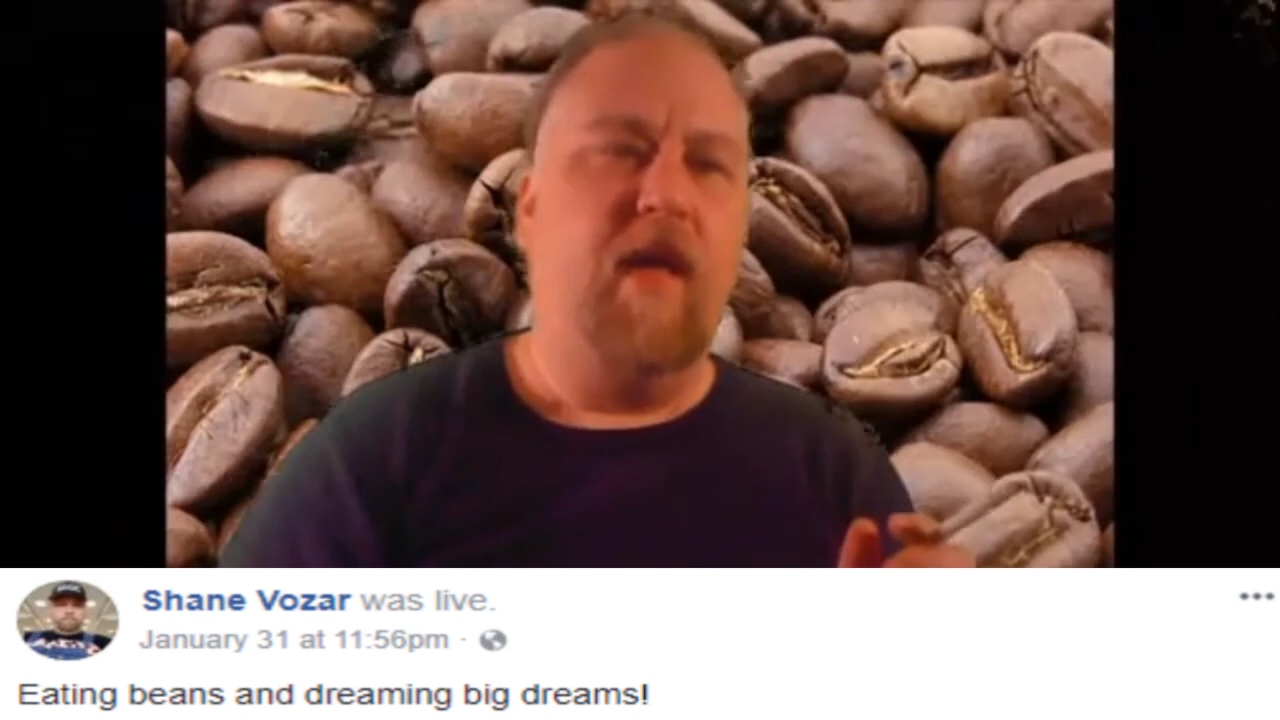 Shane Vozar was live.
January 31 at 11:56pm ·
Eating beans and dreaming big dreams!